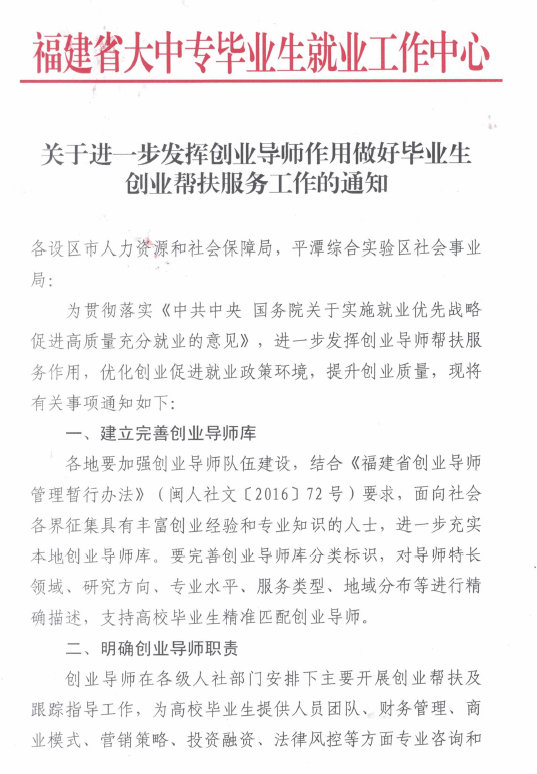 福建省大中专毕业生就业工作中心
关于进一步发挥创业导师作用做好毕业生
创业帮扶服务工作的通知
各设区市人力资源和社会保障局，平潭综合实验区社会事业
局：
为贯彻落实《中共中央 国务院关于实施就业优先战略
促进高质量充分就业的意见》，进一步发挥创业导师帮扶服
务作用，优化创业促进就业政策环境，提升创业质量，现将
有关事项通知如下：
一、建立完善创业导师库
各地要加强创业导师队伍建设，结合《福建省创业导师
管理暂行办法》（闽人社文〔2016〕72号）要求，面向社会
各界征集具有丰富创业经验和专业知识的人士，进一步充实
本地创业导师库。要完善创业导师库分类标识，对导师特长
领域、研究方向、专业水平、服务类型、地域分布等进行精
确描述，支持高校毕业生精准匹配创业导师。
二、明确创业导师职责
创业导师在各级人社部门安排下主要开展创业帮扶及
跟踪指导工作，为高校毕业生提供人员团队、财务管理、商
业模式、营销策略、投资融资、法律风控等方面专业咨询和